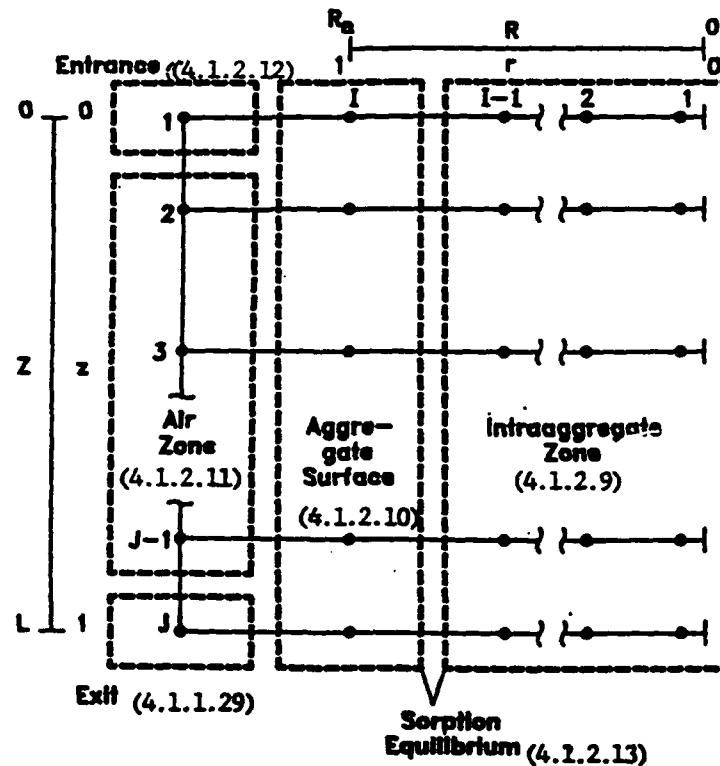 Rₐ R 0
1 r 0
Entrance ((4.1.2.12)
I I-1 2 1
0 0 1
2
3
Z z
Air Zone
(4.1.2.11)
Aggre-
gate
Surface
(4.1.2.10)
Intraaggregate
Zone
(4.1.2.9)
J-1
L 1 J
Exit (4.1.1.29)
Sorption
Equilibrium (4.1.2.13)